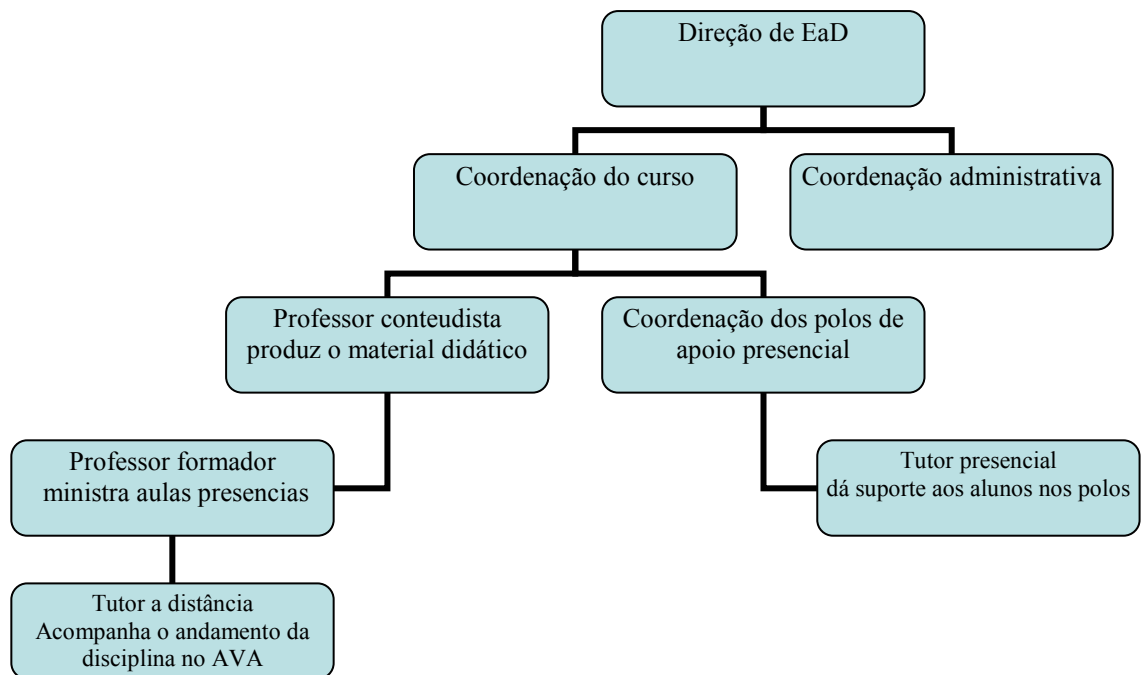 Direção de EaD
Coordenação do curso
Coordenação administrativa
Professor conteudista
produz o material didático
Coordenação dos polos de
apoio presencial
Professor formador
ministra aulas presencias
Tutor presencial
dá suporte aos alunos nos polos
Tutor a distância
Acompanha o andamento da
disciplina no AVA